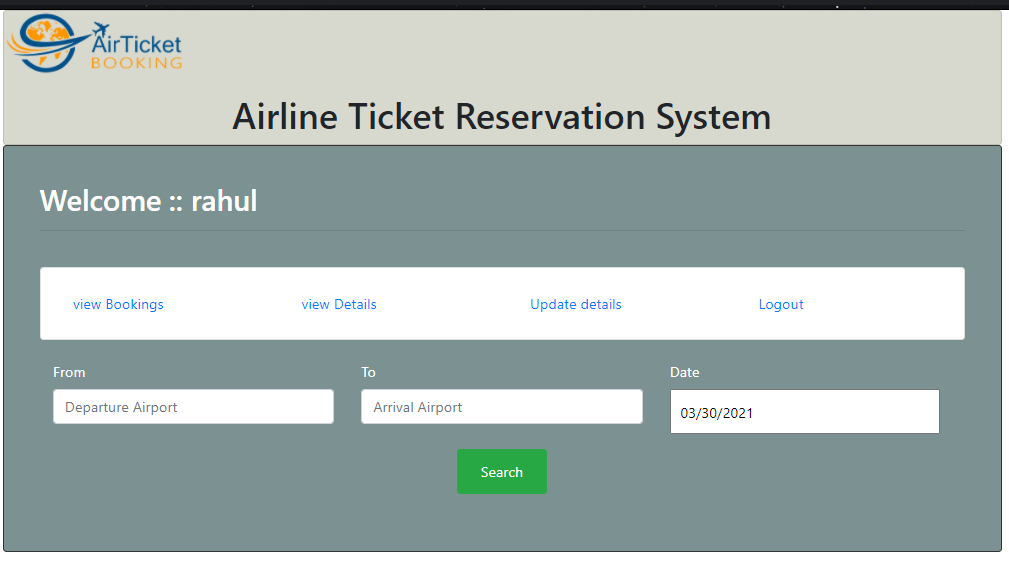 AirTicket
BOOKING
Airline Ticket Reservation System
Welcome :: rahul
view Bookings view Details Update details Logout
From To Date
Departure Airport Arrival Airport 03/30/2021
Search